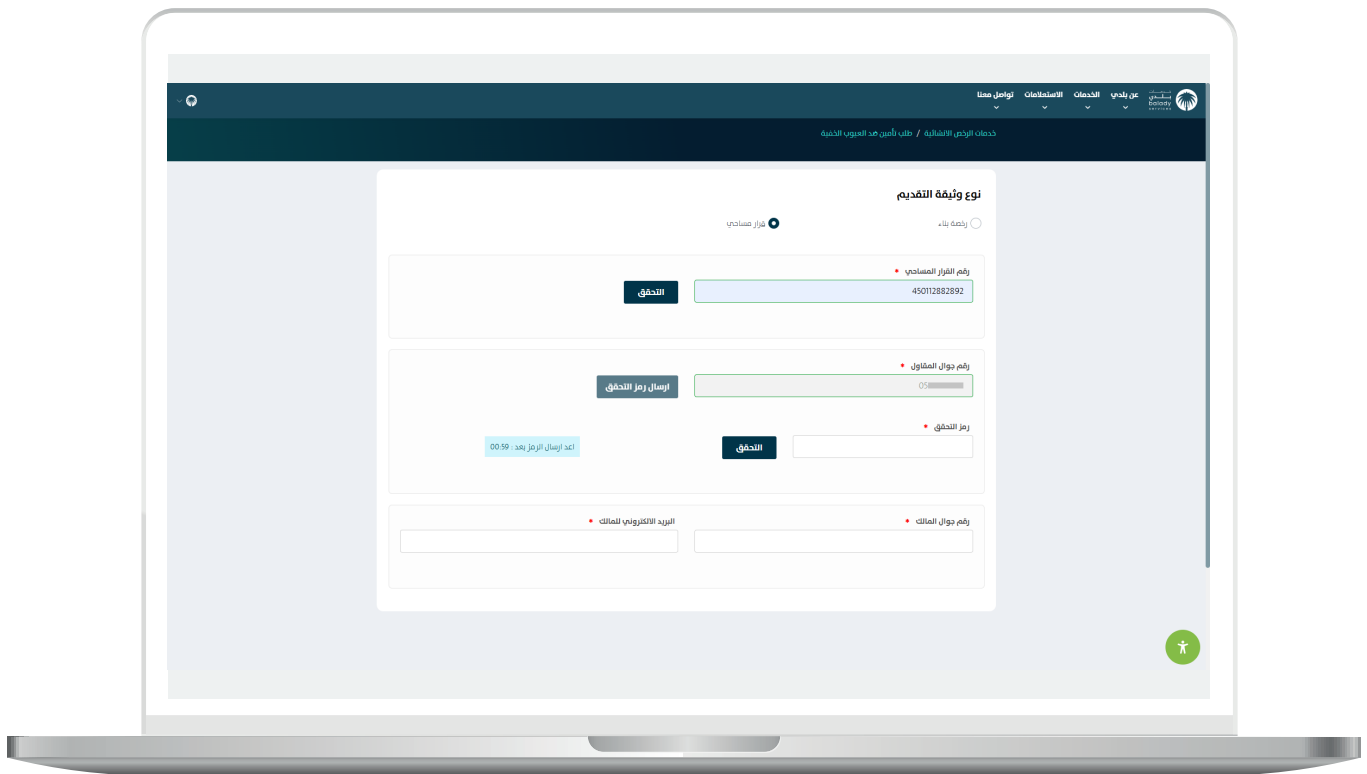 عن بلدي الخدمات الاستعلامات تواصل معنا
بلدي
balady
خدمات الرخص الانشائية / طلب تأمين ضد العيوب الخفية
نوع وثيقة التقديم
رخصة بناء
قرار مساحي
رقم القرار المساحي *
450112882892
التحقق
رقم جوال المقاول *
05
ارسال رمز التحقق
رمز التحقق *
التحقق
اعد ارسال الرمز بعد : 00:59
رقم جوال المالك *
البريد الالكتروني للمالك *